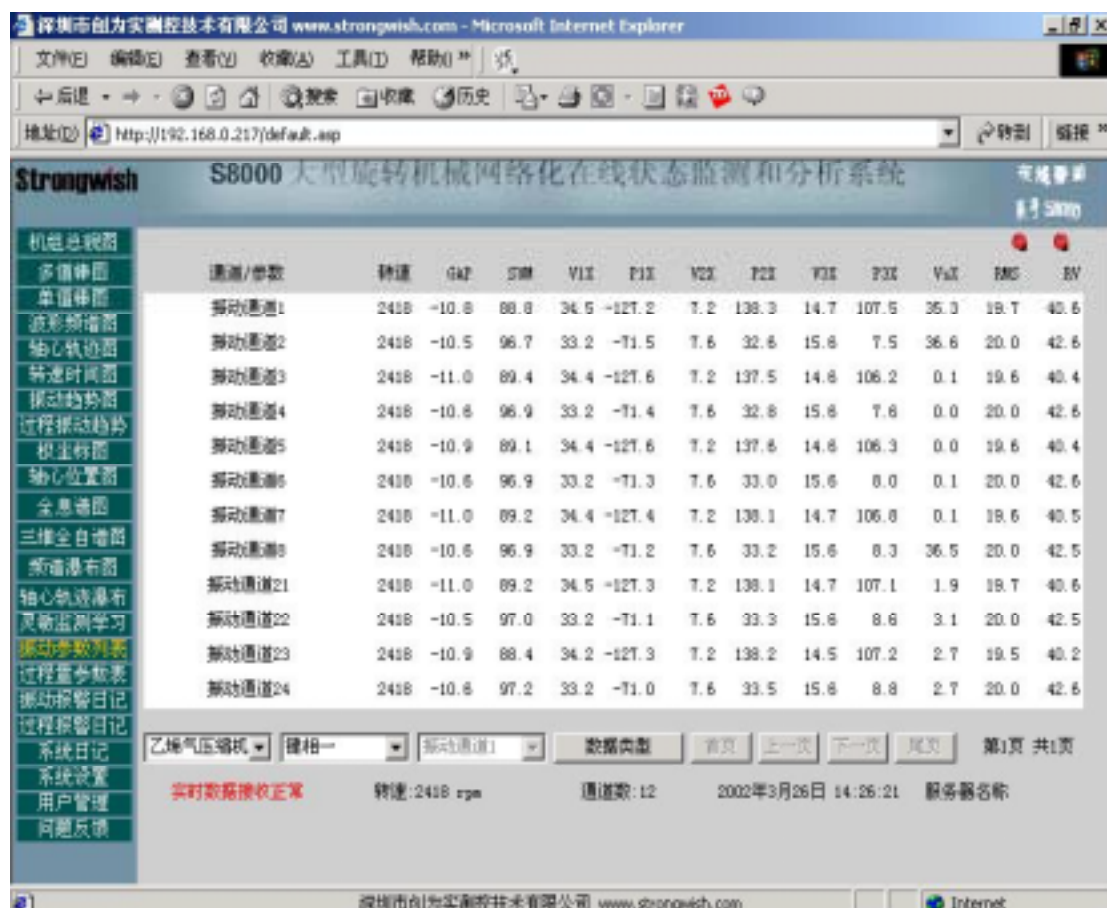 深圳市创为实测控技术有限公司 www.strongwish.com - Microsoft Internet Explorer
文件(E) 编辑(E) 查看(V) 收藏(A) 工具(T) 帮助() »
后退 搜索 收藏 历史
地址(D) http://192.168.0.217/default.asp 转到 链接 »
Strongwish S8000 大型旋转机械网络化在线状态监测和分析系统
S8000
机组总貌图
多值棒图
单值棒图
波形频谱图
轴心轨迹图
转速时间图
振动趋势图
过程振动趋势
极坐标图
轴心位置图
全息谱图
三维全自谱图
频谱瀑布图
轴心轨迹瀑布
灵敏监测学习
振动参数列表
过程量参数表
振动报警日记
过程报警日记
系统日记
系统设置
用户管理
问题反馈
通道/参数 转速 GAP SUM V1X P1X V2X P2X V3X P3X VaX RMS RV
振动通道1 2418 -10.8 88.8 34.5 -127.2 7.2 138.3 14.7 107.5 35.3 19.7 40.6
振动通道2 2418 -10.5 96.7 33.2 -71.5 7.6 32.6 15.6 7.5 36.6 20.0 42.6
振动通道3 2418 -11.0 89.4 34.4 -127.6 7.2 137.5 14.6 106.2 0.1 19.6 40.4
振动通道4 2418 -10.6 96.9 33.2 -71.4 7.6 32.8 15.6 7.6 0.0 20.0 42.6
振动通道5 2418 -10.9 89.1 34.4 -127.6 7.2 137.6 14.6 106.3 0.0 19.6 40.4
振动通道6 2418 -10.6 96.9 33.2 -71.3 7.6 33.0 15.6 8.0 0.1 20.0 42.6
振动通道7 2418 -11.0 89.2 34.4 -127.4 7.2 138.1 14.7 106.8 0.1 19.6 40.5
振动通道8 2418 -10.6 96.9 33.2 -71.2 7.6 33.2 15.6 8.3 36.5 20.0 42.5
振动通道21 2418 -11.0 89.2 34.5 -127.3 7.2 138.1 14.7 107.1 1.9 19.7 40.6
振动通道22 2418 -10.5 97.0 33.2 -71.1 7.6 33.3 15.6 8.6 3.1 20.0 42.5
振动通道23 2418 -10.9 88.4 34.2 -127.3 7.2 138.2 14.5 107.2 2.7 19.5 40.2
振动通道24 2418 -10.6 97.2 33.2 -71.0 7.6 33.5 15.6 8.8 2.7 20.0 42.6
乙烯气压缩机 键相一 振动通道1 数据类型 首页 上一页 下一页 尾页 第1页 共1页
实时数据接收正常 转速:2418 rpm 通道数:12 2002年3月26日 14:26:21 服务器名称:
深圳市创为实测控技术有限公司 www.strongwish.com Internet